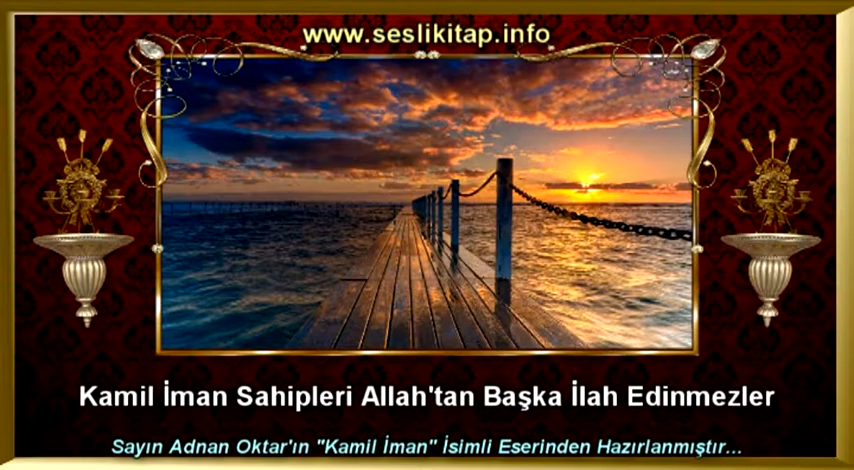 www.seslikitap.info
Kamil İman Sahipleri Allah'tan Başka İlah Edinmezler
Sayın Adnan Oktar'ın "Kamil İman" İsimli Eserinden Hazırlanmıştır...